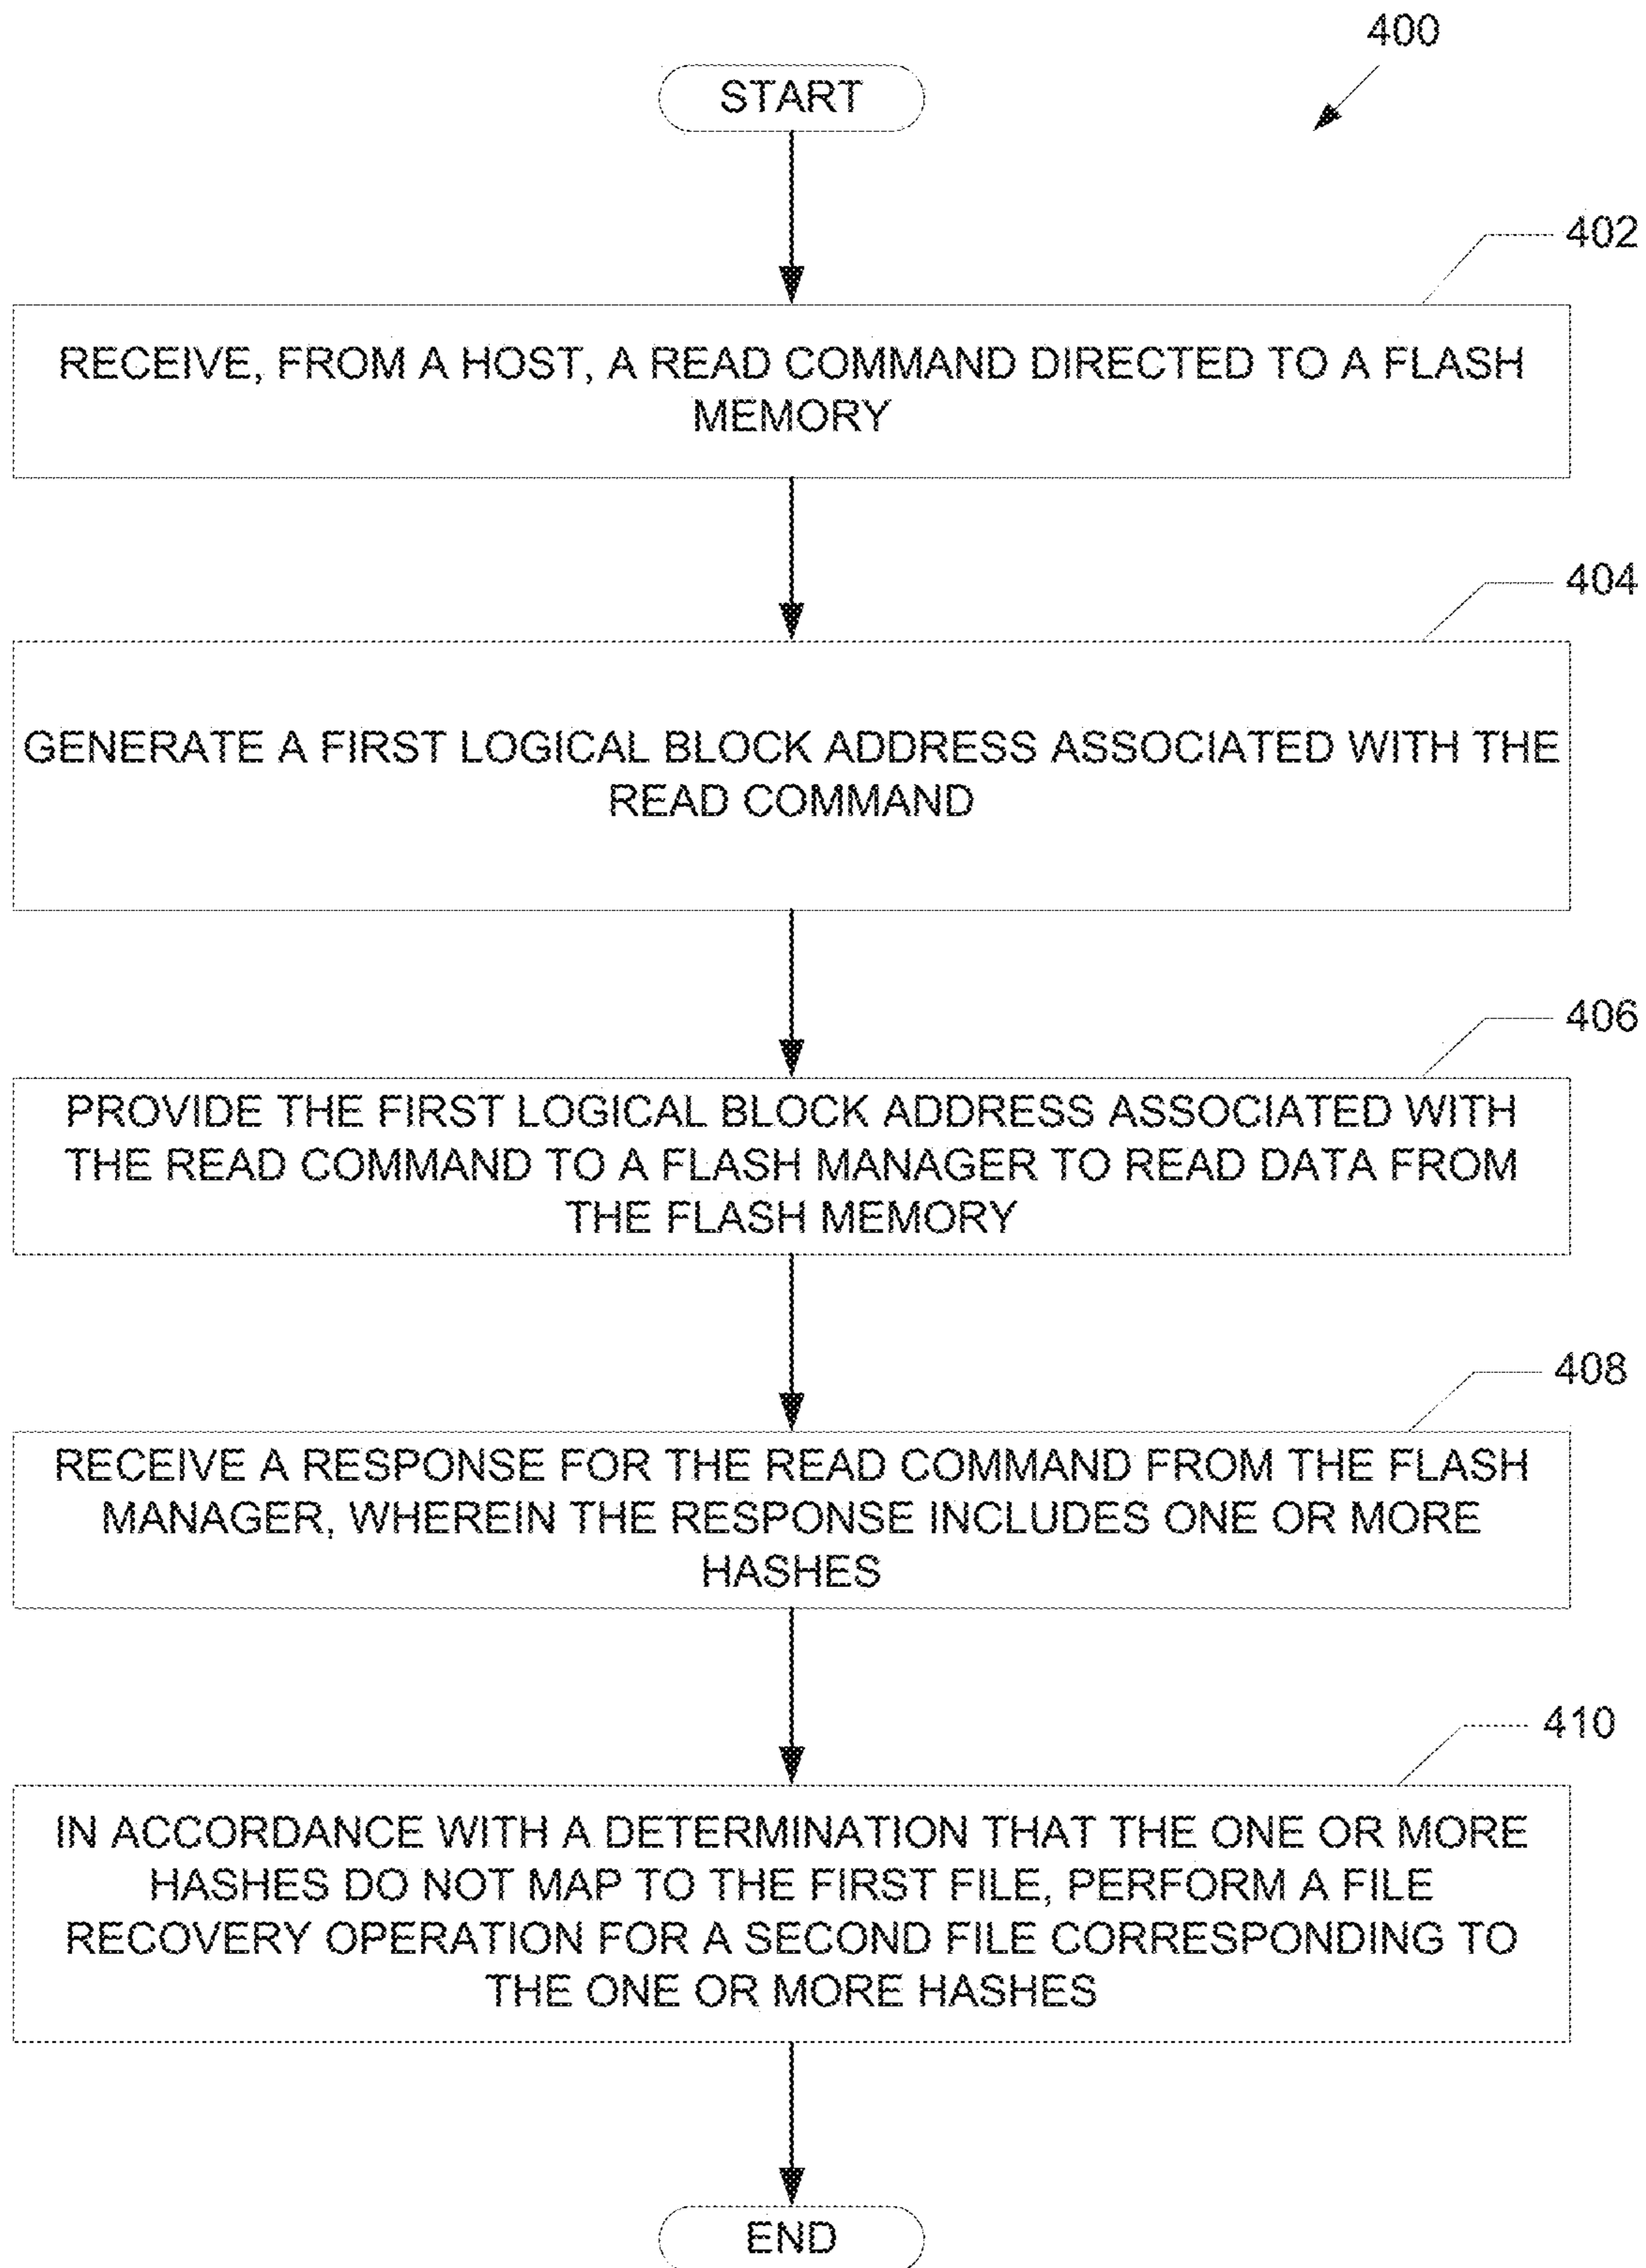 400
START
402
RECEIVE, FROM A HOST, A READ COMMAND DIRECTED TO A FLASH
MEMORY
404
GENERATE A FIRST LOGICAL BLOCK ADDRESS ASSOCIATED WITH THE
READ COMMAND
406
PROVIDE THE FIRST LOGICAL BLOCK ADDRESS ASSOCIATED WITH
THE READ COMMAND TO A FLASH MANAGER TO READ DATA FROM
THE FLASH MEMORY
408
RECEIVE A RESPONSE FOR THE READ COMMAND FROM THE FLASH
MANAGER, WHEREIN THE RESPONSE INCLUDES ONE OR MORE
HASHES
410
IN ACCORDANCE WITH A DETERMINATION THAT THE ONE OR MORE
HASHES DO NOT MAP TO THE FIRST FILE, PERFORM A FILE
RECOVERY OPERATION FOR A SECOND FILE CORRESPONDING TO
THE ONE OR MORE HASHES
END